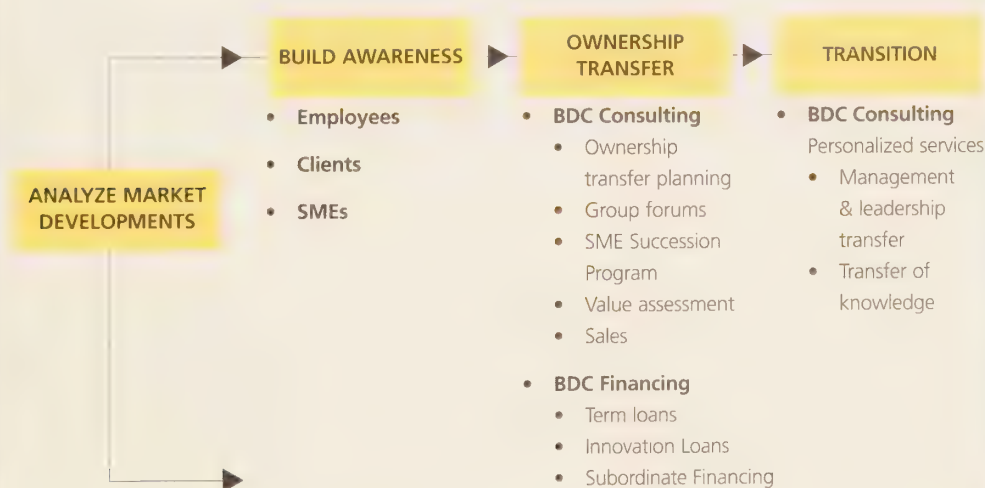 ANALYZE MARKET
DEVELOPMENTS
BUILD AWARENESS
• Employees
• Clients
• SMEs
OWNERSHIP
TRANSFER
• BDC Consulting
• Ownership
transfer planning
• Group forums
• SME Succession
Program
• Value assessment
• Sales
• BDC Financing
• Term loans
• Innovation Loans
• Subordinate Financing
TRANSITION
• BDC Consulting
Personalized services
• Management
& leadership
transfer
• Transfer of
knowledge